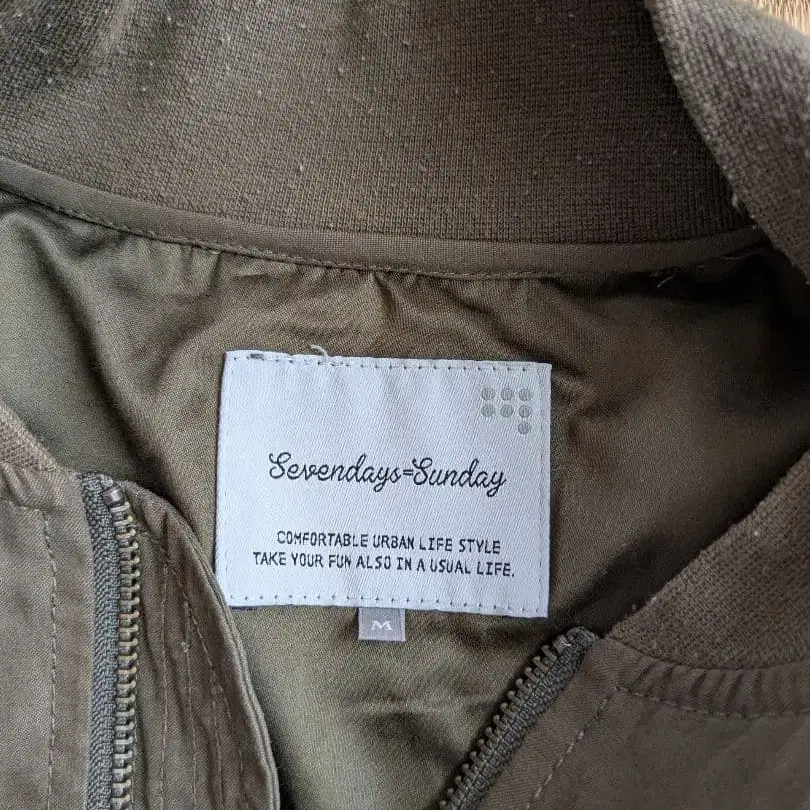 Sevendays=Sunday
COMFORTABLE URBAN LIFE STYLE
TAKE YOUR FUN ALSO IN A USUAL LIFE.
M